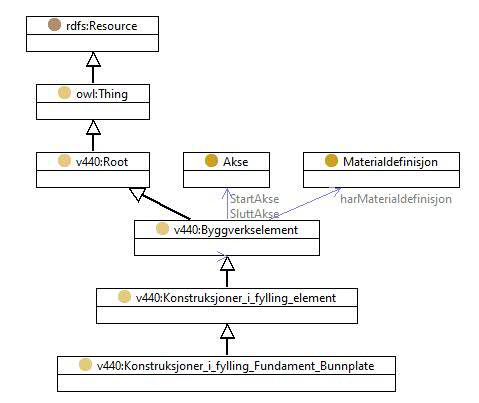 rdfs:Resource
owl:Thing
v440:Root
Akse
Materialdefinisjon
StartAkse
SluttAkse
harMaterialdefinisjon
v440:Byggverkselement
v440:Konstruksjoner_i_fylling_element
v440:Konstruksjoner_i_fylling_Fundament_Bunnplate